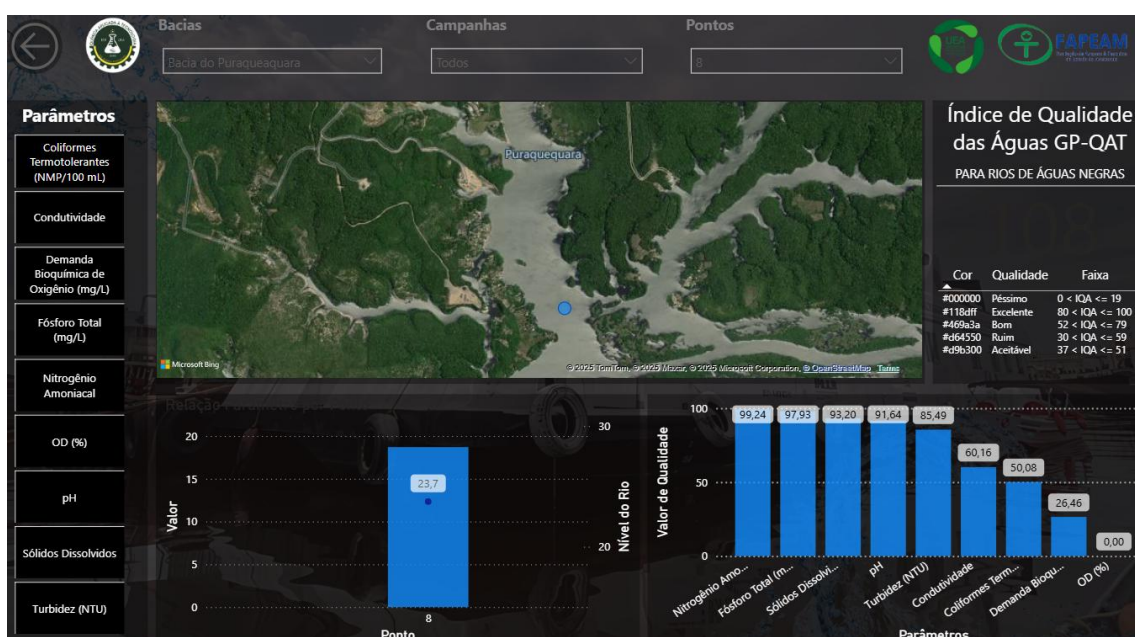 Bacias
Campanhas
Pontos
Bacia do Puraqueaquara
Todos
8
UEA
FAPEAM
Parâmetros
Coliformes
Termotolerantes
(NMP/100 mL)
Condutividade
Demanda
Bioquímica de
Oxigênio (mg/L)
Fósforo Total
(mg/L)
Nitrogênio
Amoniacal
OD (%)
pH
Sólidos Dissolvidos
Turbidez (NTU)
Puraquequara
Microsoft Bing
© 2025 TomTom, © 2025 Maxar, © 2025 Microsoft Corporation, © OpenStreetMap Terms
Índice de Qualidade
das Águas GP-QAT
PARA RIOS DE ÁGUAS NEGRAS
108
Cor Qualidade Faixa
#000000 Péssimo 0 < IQA <= 19
#118dff Excelente 80 < IQA <= 100
#469a3a Bom 52 < IQA <= 79
#d64550 Ruim 30 < IQA <= 59
#d9b300 Aceitável 37 < IQA <= 51
Relação Parâmetro
Valor
20
15
10
5
0
23,7
8
Ponto
30
20
Nível do Rio
Valor de Qualidade
100
50
0
99,24
97,93
93,20
91,64
85,49
60,16
50,08
26,46
0,00
Nitrogênio Amo...
Fósforo Total (m...
Sólidos Dissolvi...
pH
Turbidez (NTU)
Condutividade
Coliformes Term...
Demanda Bioqu...
OD (%)
Parâmetros